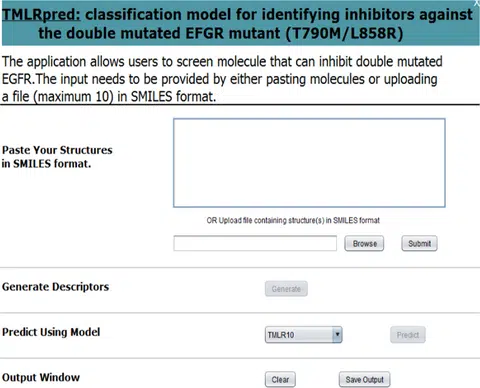 TMLRpred: classification model for identifying inhibitors against
the double mutated EFGR mutant (T790M/L858R)
The application allows users to screen molecule that can inhibit double mutated
EGFR.The input needs to be provided by either pasting molecules or uploading
a file (maximum 10) in SMILES format.
Paste Your Structures
in SMILES format.
OR Upload file containing structure(s) in SMILES format
Browse Submit
Generate Descriptors Generate
Predict Using Model TMLR10 Predict
Output Window Clear Save Output